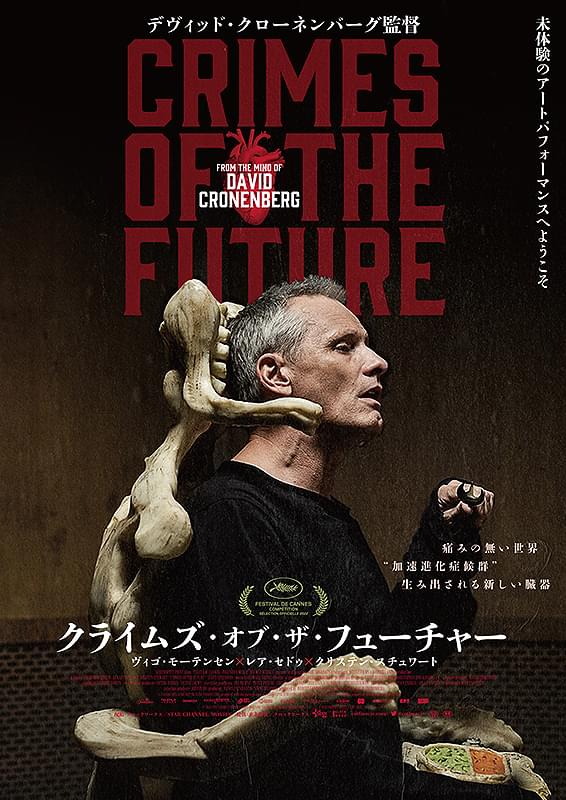 デヴィッド・クローネンバーグ監督
CRIMES
OF THE
FUTURE
FROM THE MIND OF
DAVID
CRONENBERG
未体験のアートパフォーマンスへようこそ
痛みの無い世界
“加速進化症候群”
生み出される新しい臓器
FESTIVAL DE CANNES
COMPETITION
SÉLECTION OFFICIELLE 2022
クライムズ・オブ・ザ・フューチャー
ヴィゴ・モーテンセン×レア・セドゥ×クリステン・スチュワート